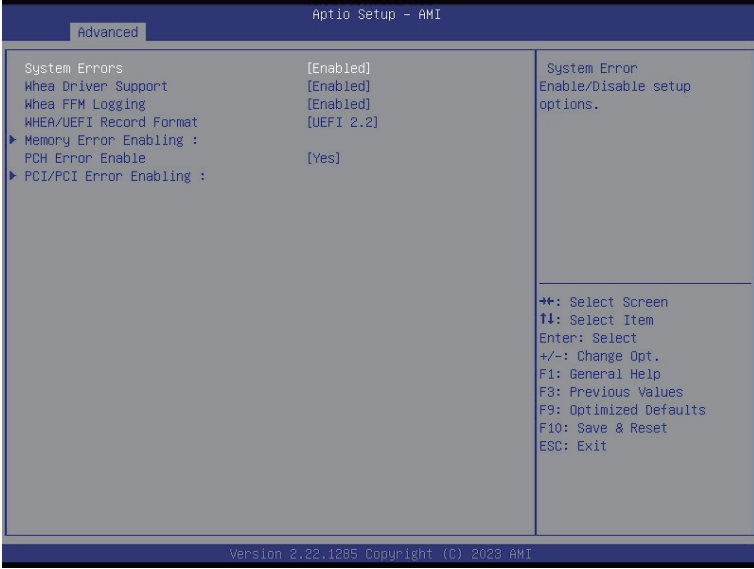 Aptio Setup – AMI
Advanced
System Errors [Enabled]
Whea Driver Support [Enabled]
Whea FFM Logging [Enabled]
WHEA/UEFI Record Format [UEFI 2.2]
Memory Error Enabling :
PCH Error Enable [Yes]
PCI/PCI Error Enabling :
System Error
Enable/Disable setup
options.
→←: Select Screen
↑↓: Select Item
Enter: Select
+/-: Change Opt.
F1: General Help
F3: Previous Values
F9: Optimized Defaults
F10: Save & Reset
ESC: Exit
Version 2.22.1285 Copyright (C) 2023 AMI